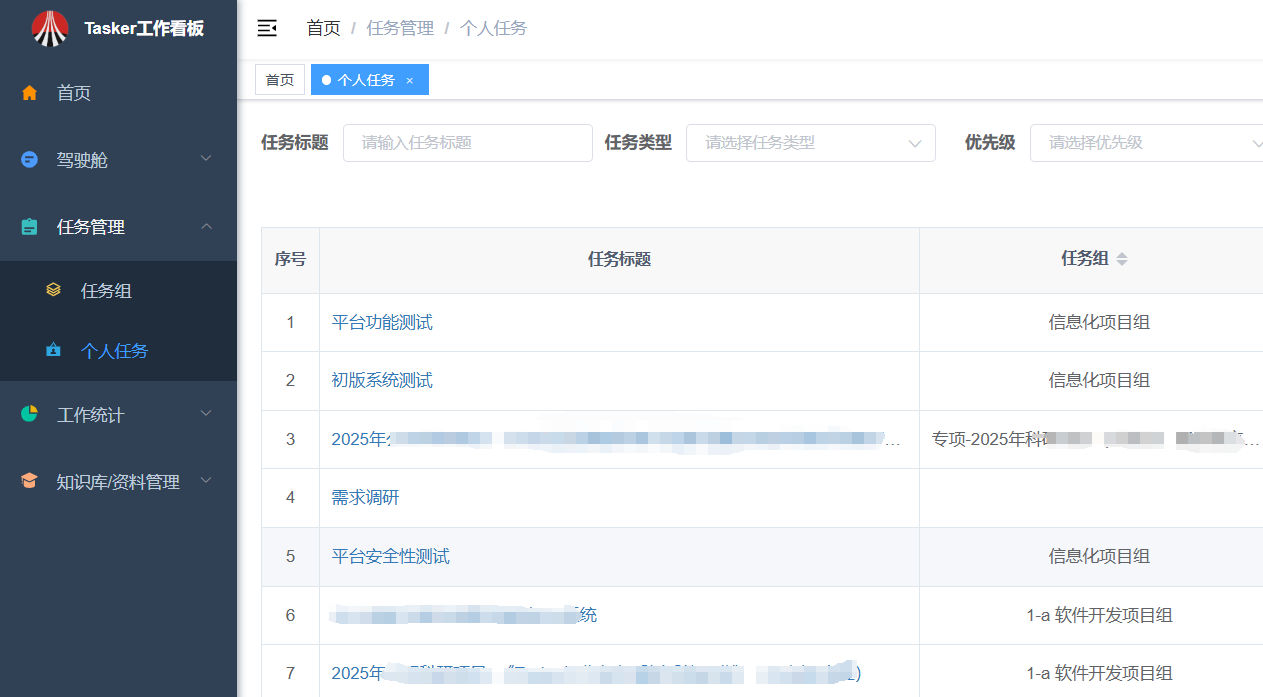 Tasker工作看板
首页
驾驶舱
任务管理
任务组
个人任务
工作统计
知识库/资料管理
首页 / 任务管理 / 个人任务
首页 个人任务 ×
任务标题 请输入任务标题 任务类型 请选择任务类型 优先级 请选择优先级
序号 任务标题 任务组
1 平台功能测试 信息化项目组
2 初版系统测试 信息化项目组
3 2025年 ... 专项-2025年科 ...
4 需求调研
5 平台安全性测试 信息化项目组
6 统 1-a 软件开发项目组
7 2025年 1-a 软件开发项目组